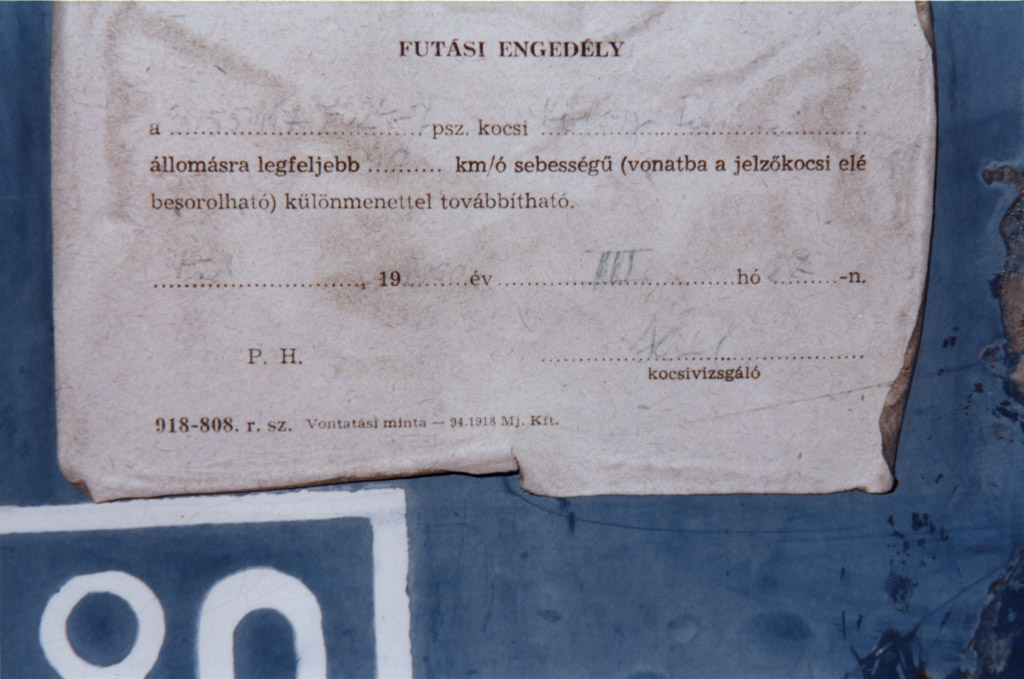 FUTÁSI ENGEDÉLY
a .......... psz. kocsi ..........
állomásra legfeljebb .......... km/ó sebességű (vonatba a jelzőkocsi elé
besorolható) különmenettel továbbítható.
.........., 19 ..... év .......... III. .......... hó .......... -n.
P. H.
kocsivizsgáló
918-808. r. sz. Vontatási minta — 94.1918 Mj. Kft.